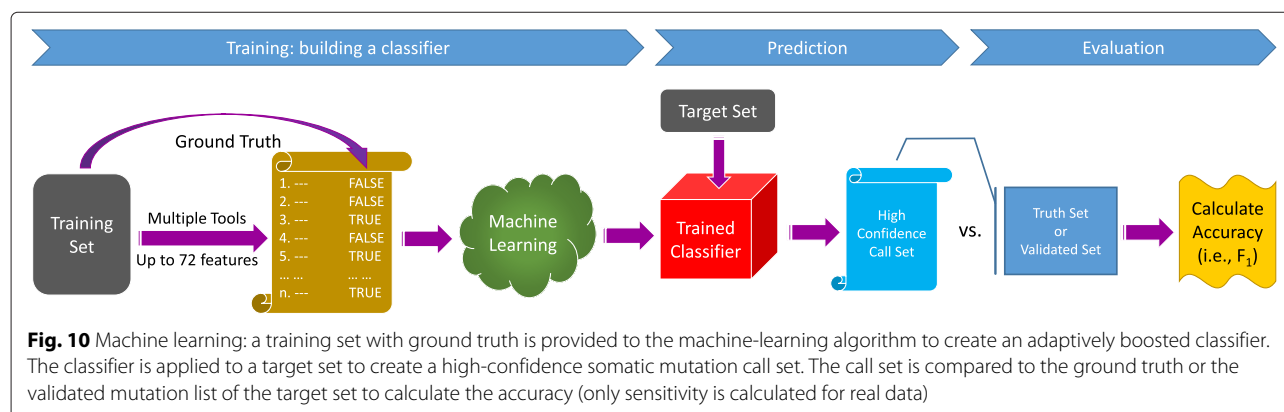 Training: building a classifier
Prediction
Evaluation
Ground Truth
Training
Set
Multiple Tools
Up to 72 features
1. --- FALSE
2. --- FALSE
3. --- TRUE
4. --- FALSE
5. --- TRUE
... ... ... ...
n. --- TRUE
Machine
Learning
Target Set
Trained
Classifier
High
Confidence
Call Set
vs.
Truth Set
or
Validated Set
Calculate
Accuracy
(i.e., F₁)
Fig. 10 Machine learning: a training set with ground truth is provided to the machine-learning algorithm to create an adaptively boosted classifier.
The classifier is applied to a target set to create a high-confidence somatic mutation call set. The call set is compared to the ground truth or the
validated mutation list of the target set to calculate the accuracy (only sensitivity is calculated for real data)